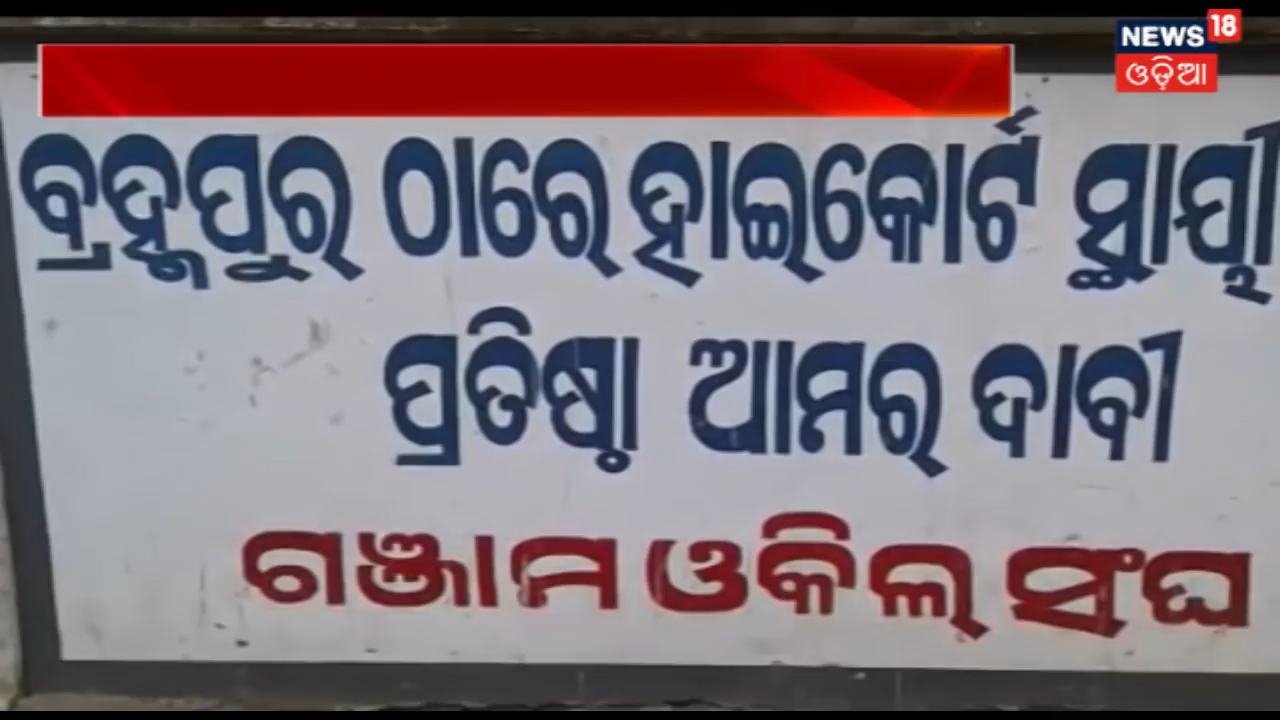 NEWS 18
ଓଡ଼ିଆ
ବ୍ରହ୍ମପୁର ଠାରେ ହାଇକୋର୍ଟ ସ୍ଥାୟୀ
ପ୍ରତିଷ୍ଠା ଆମର ଦାବୀ
ଗଞ୍ଜାମ ଓକିଲ ସଂଘ